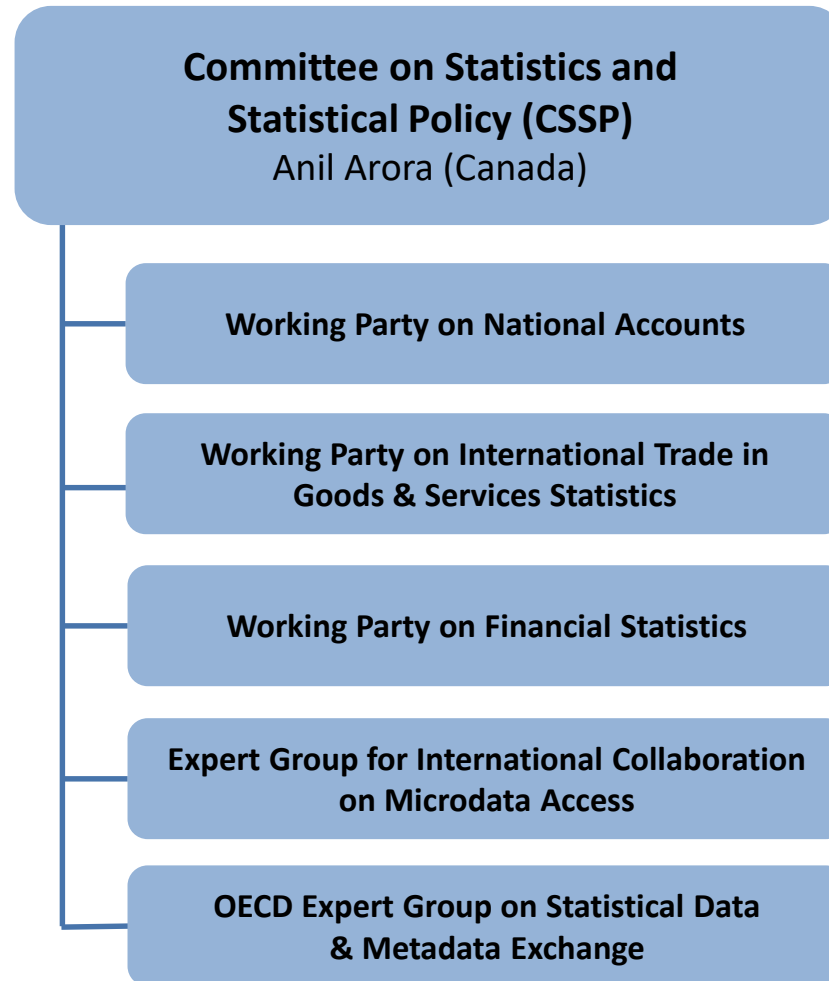 Committee on Statistics and
Statistical Policy (CSSP)
Anil Arora (Canada)
Working Party on National Accounts
Working Party on International Trade in
Goods & Services Statistics
Working Party on Financial Statistics
Expert Group for International Collaboration
on Microdata Access
OECD Expert Group on Statistical Data
& Metadata Exchange